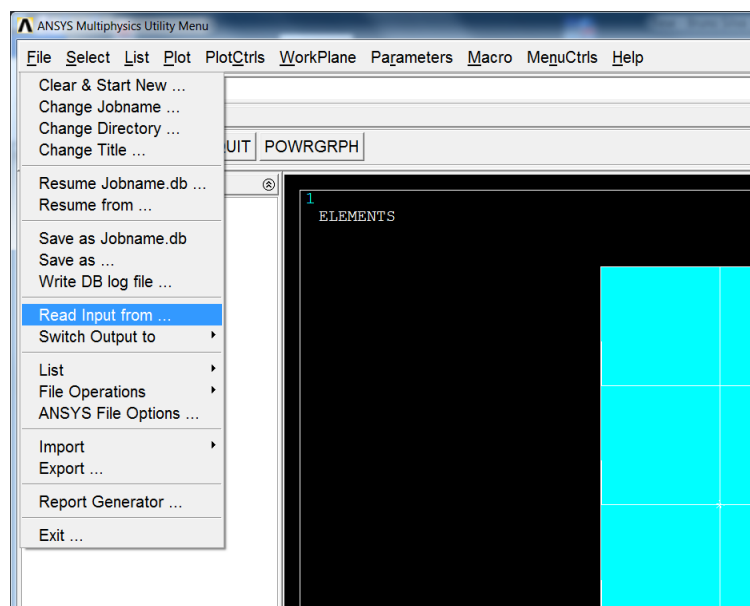 ANSYS Multiphysics Utility Menu
File Select List Plot PlotCtrls WorkPlane Parameters Macro MenuCtrls Help
Clear & Start New ...
Change Jobname ...
Change Directory ...
Change Title ...
UIT POWRGRPH
Resume Jobname.db ...
Resume from ...
1
ELEMENTS
Save as Jobname.db
Save as ...
Write DB log file ...
Read Input from ...
Switch Output to
List
File Operations
ANSYS File Options ...
Import
Export ...
Report Generator ...
Exit ...